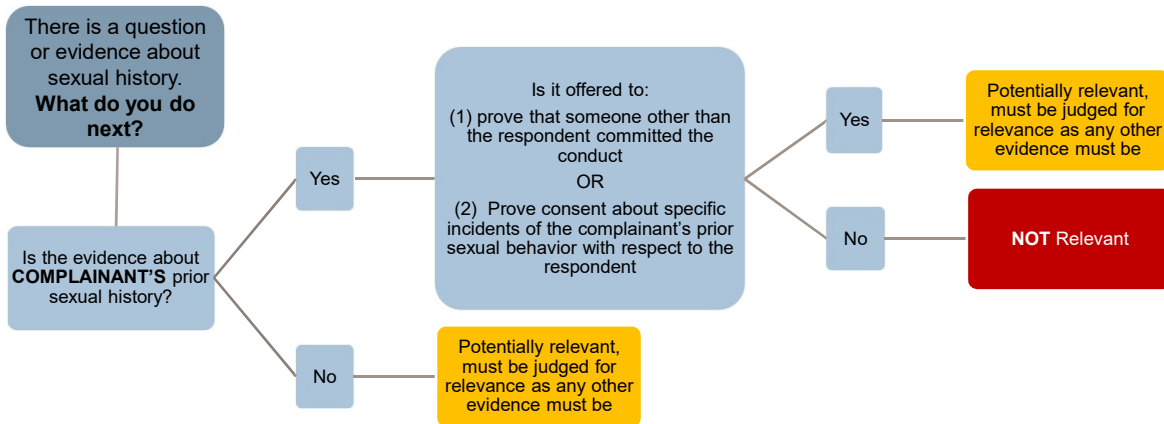 There is a question
or evidence about
sexual history.
What do you do
next?
Is the evidence about
COMPLAINANT'S prior
sexual history?
Yes
No
Is it offered to:
(1) prove that someone other than
the respondent committed the
conduct
OR
(2) Prove consent about specific
incidents of the complainant's prior
sexual behavior with respect to the
respondent
Potentially relevant,
must be judged for
relevance as any other
evidence must be
Yes
No
Potentially relevant,
must be judged for
relevance as any other
evidence must be
NOT Relevant